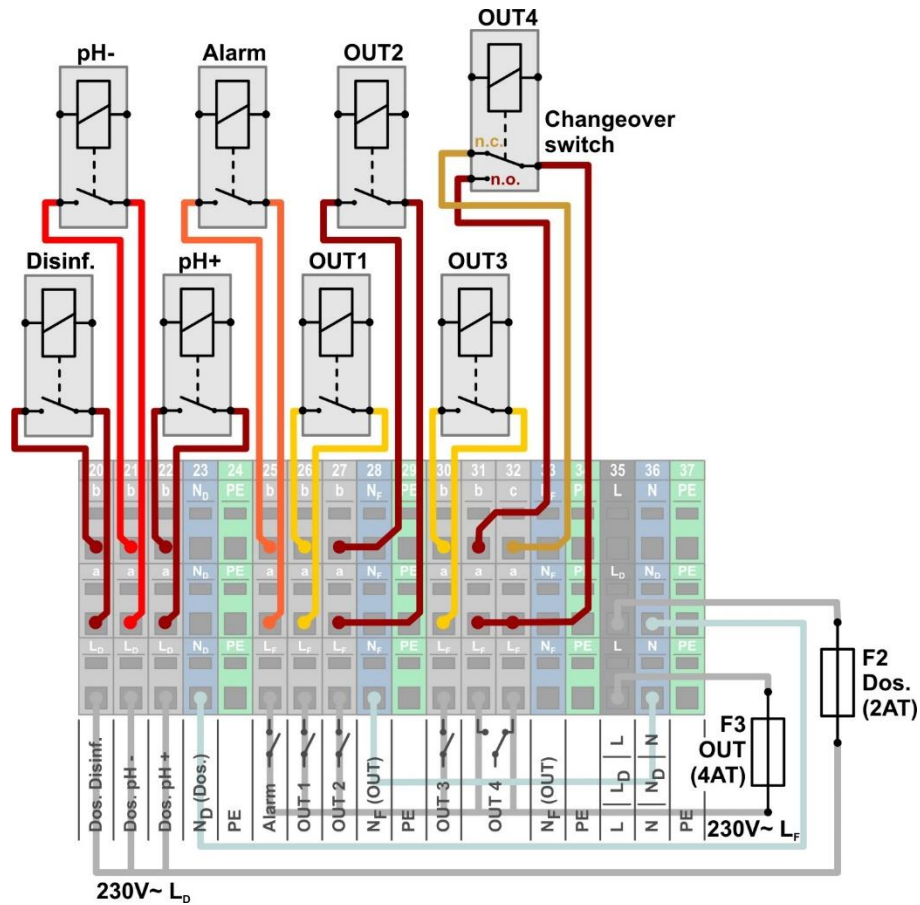 OUT4
pH-
Alarm
OUT2
Changeover
switch
n.c.
n.o.
Disinf.
pH+
OUT1
OUT3
20 21 22 23 24 25 26 27 28 29 30 31 32 33 34 35 36 37
b b b N_D PE b b b N_F PE b b c N_F PE L N PE
a a a N_D PE a a a N_F PE a a a N_F PE L_D N_D PE
L_D L_D L_D N_D PE L_F L_F L_F N_F PE L_F L_F L_F N_F PE L N PE
F2
Dos.
(2AT)
F3
OUT
(4AT)
Dos. Disinf.
Dos. pH -
Dos. pH +
N_D (Dos.)
PE
Alarm
OUT 1
OUT 2
N_F (OUT)
PE
OUT 3
OUT 4
N_F (OUT)
PE
L | L_D | L
N | N_D | N
PE
230V~ L_F
230V~ L_D